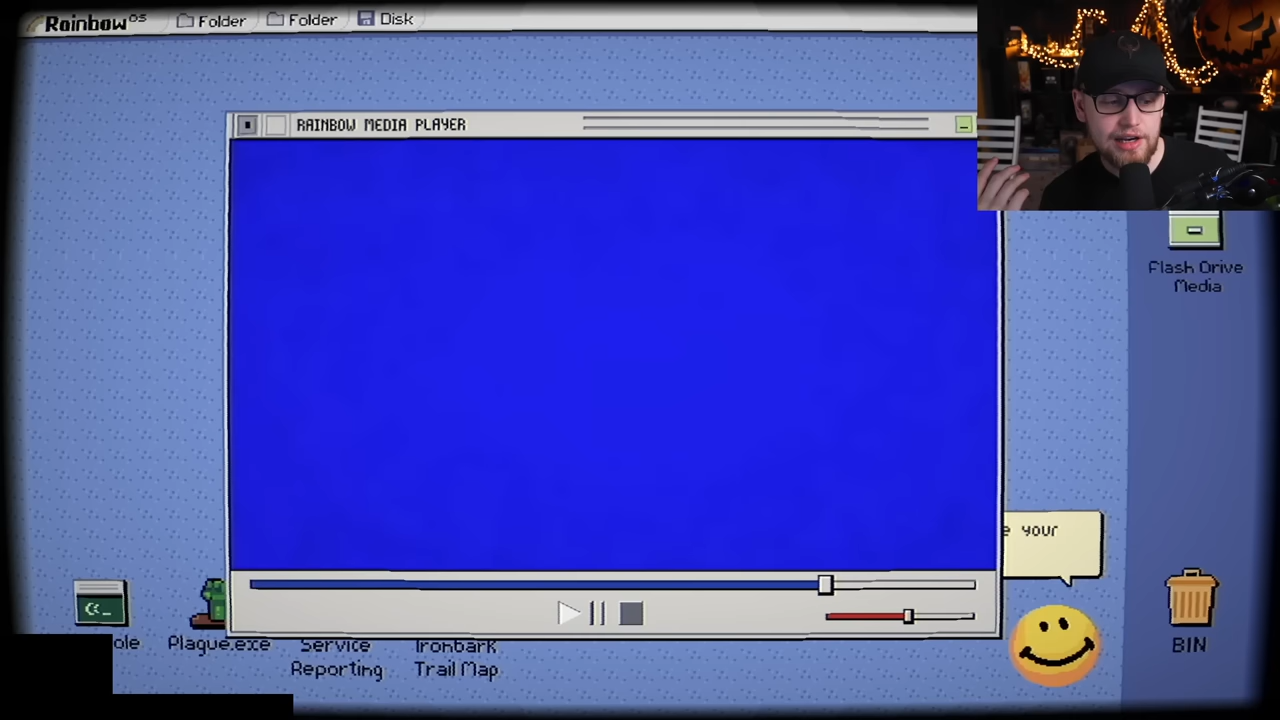 Rainbow OS
Folder
Folder
Disk
RAINBOW MEDIA PLAYER
Flash Drive
Media
your
Plague.exe
Service
Reporting
Ironbark
Trail Map
BIN